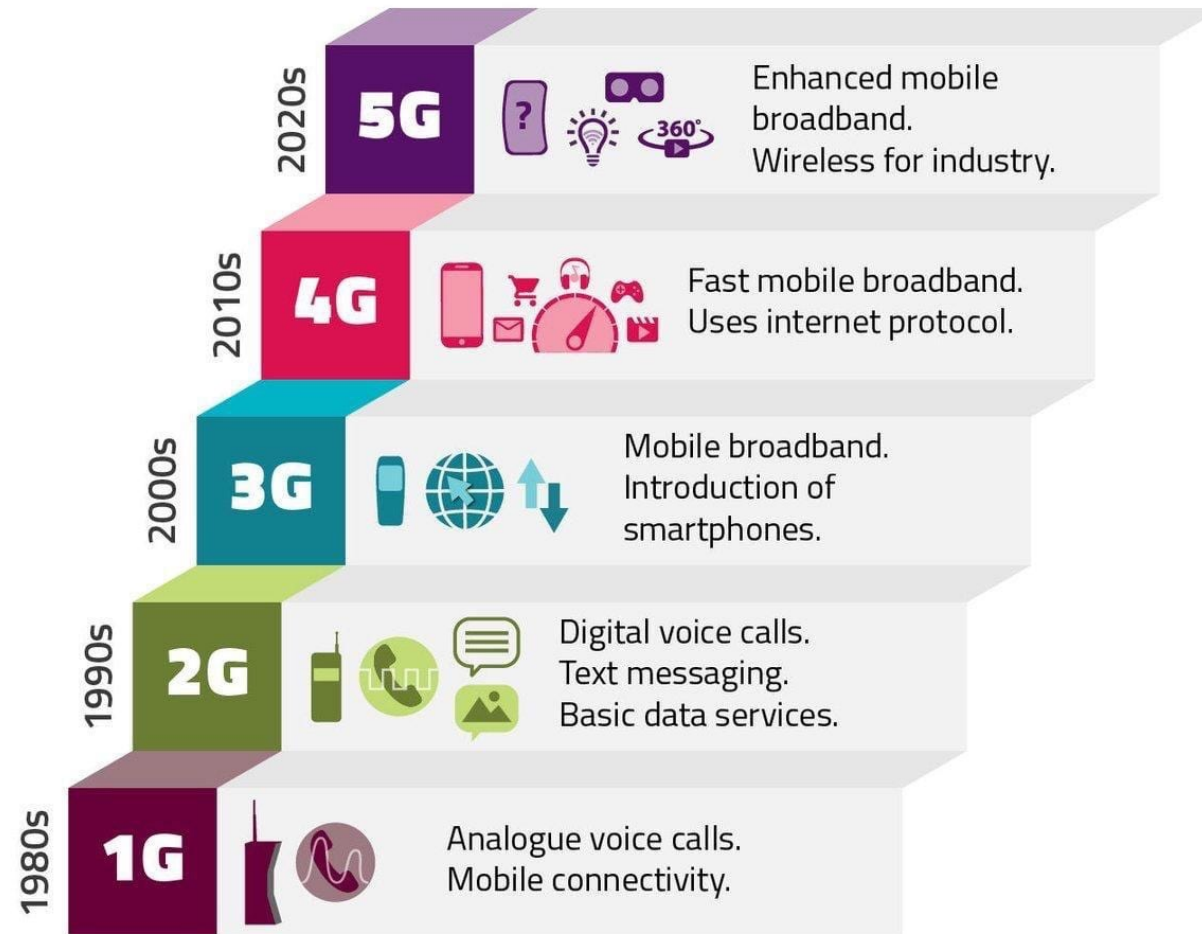 2020s
5G
?
360°
Enhanced mobile
broadband.
Wireless for industry.
2010s
4G
Fast mobile broadband.
Uses internet protocol.
2000s
3G
Mobile broadband.
Introduction of
smartphones.
1990s
2G
Digital voice calls.
Text messaging.
Basic data services.
1980s
1G
Analogue voice calls.
Mobile connectivity.